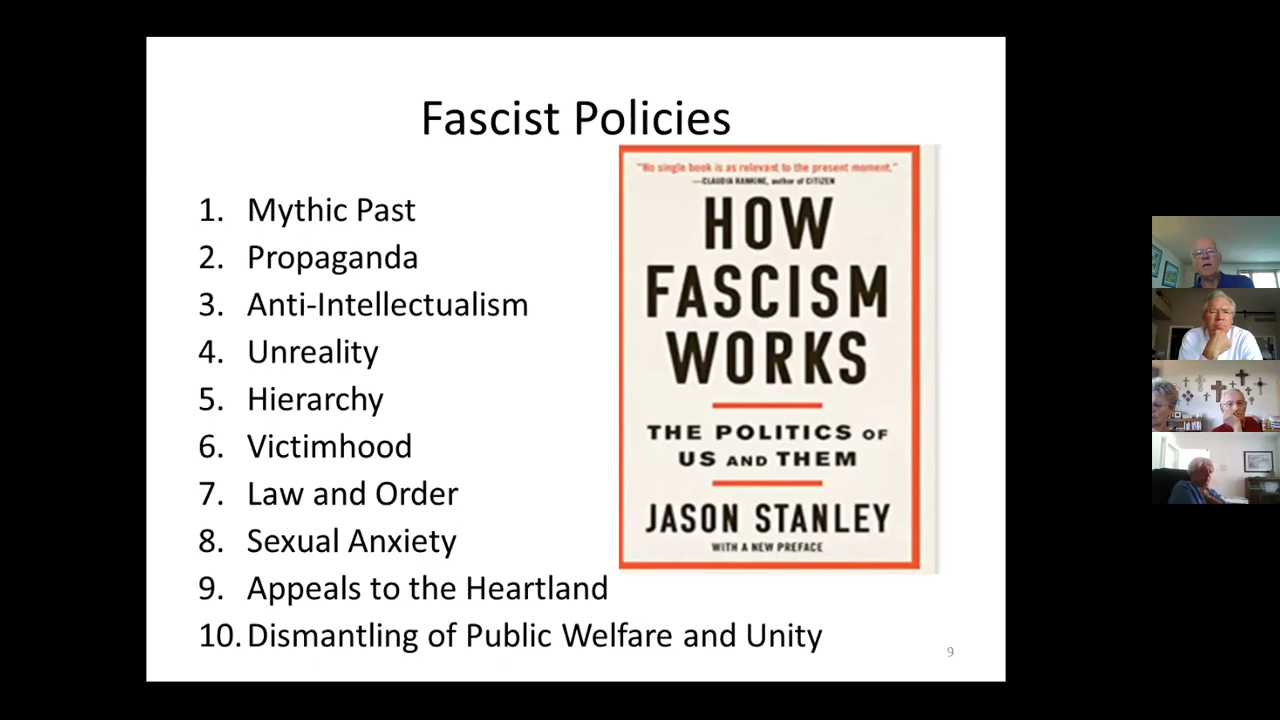 Fascist Policies
1. Mythic Past
2. Propaganda
3. Anti-Intellectualism
4. Unreality
5. Hierarchy
6. Victimhood
7. Law and Order
8. Sexual Anxiety
9. Appeals to the Heartland
10. Dismantling of Public Welfare and Unity
"No single book is as relevant to the present moment."
—CLAUDIA RANKINE, author of CITIZEN
HOW
FASCISM
WORKS
THE POLITICS OF
US AND THEM
JASON STANLEY
WITH A NEW PREFACE
9